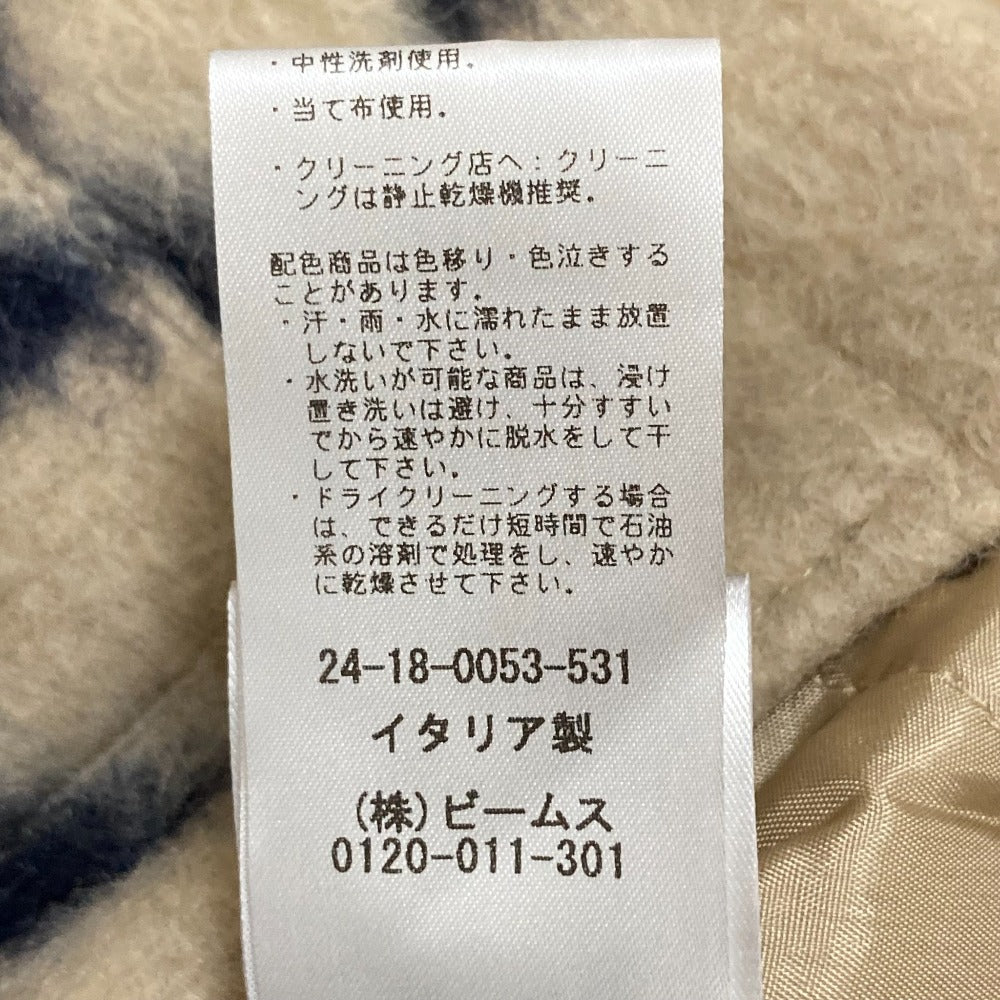 ・中性洗剤使用。
・当て布使用。
・クリーニング店へ:クリーニ
ングは静止乾燥機推奨。
配色商品は色移り・色泣きする
ことがあります。
・汗・雨・水に濡れたまま放置
しないで下さい。
・水洗いが可能な商品は、浸け
置き洗いは避け、十分すすい
でから速やかに脱水をして干
して下さい。
・ドライクリーニングする場合
は、できるだけ短時間で石油
系の溶剤で処理をし、速やか
に乾燥させて下さい。
24-18-0053-531
イタリア製
(株)ビームス
0120-011-301